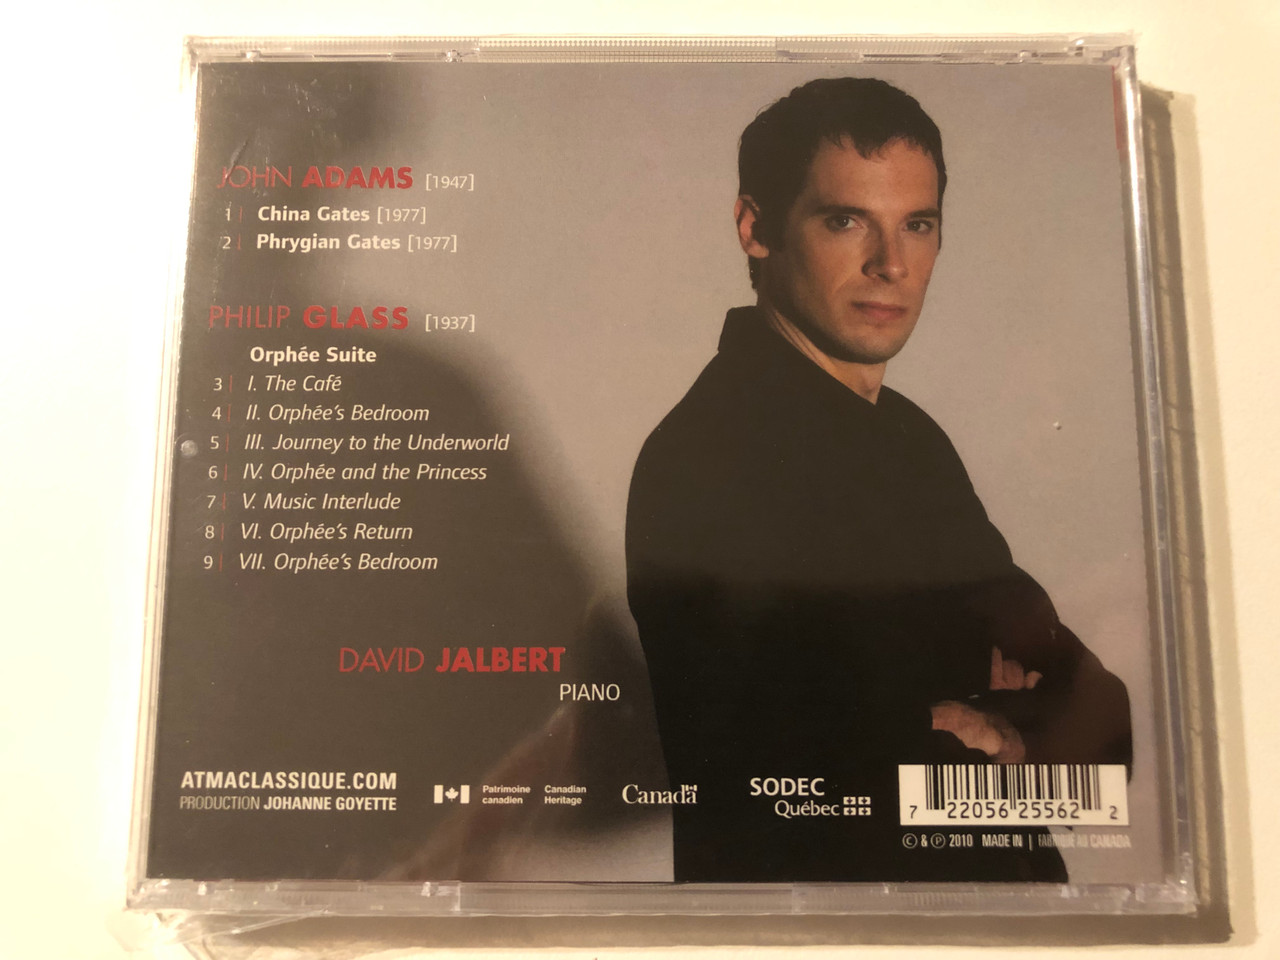 JOHN ADAMS [1947]
1 | China Gates [1977]
2 | Phrygian Gates [1977]
PHILIP GLASS [1937]
Orphée Suite
3 | I. The Café
4 | II. Orphée's Bedroom
5 | III. Journey to the Underworld
6 | IV. Orphée and the Princess
7 | V. Music Interlude
8 | VI. Orphée's Return
9 | VII. Orphée's Bedroom
DAVID JALBERT
PIANO
ATMACLASSIQUE.COM
PRODUCTION JOHANNE GOYETTE
Patrimoine canadien
Canadian Heritage
Canada
SODEC
Québec
7 22056 25562 2
© & ℗ 2010 MADE IN | FABRIQUÉ AU CANADA